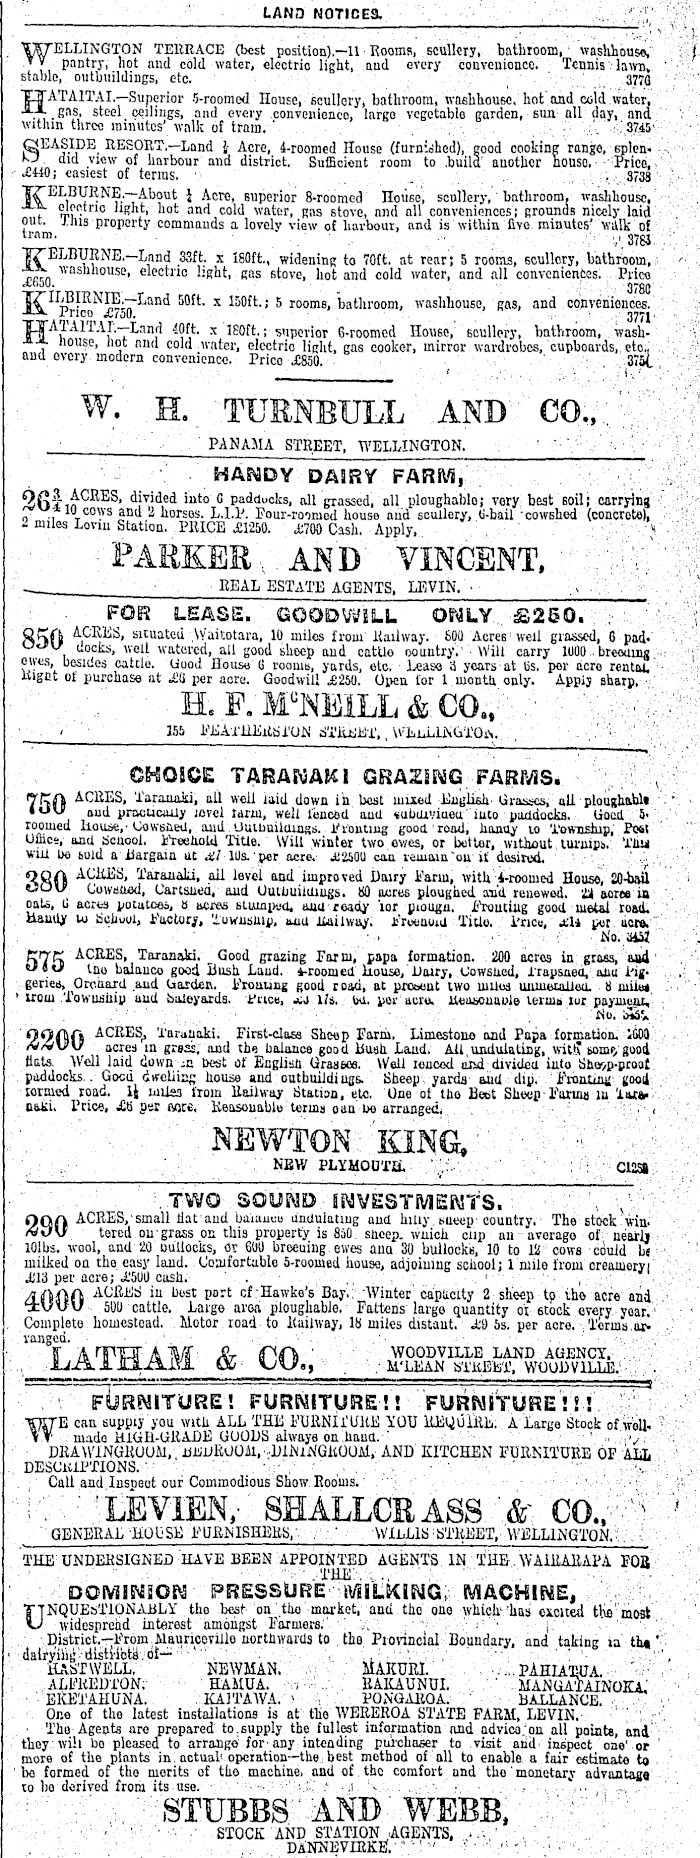 LAND NOTICES.
WELLINGTON TERRACE (best position).—11 Rooms, scullery, bathroom, washhouse,
pantry, hot and cold water, electric light, and every convenience. Tennis lawn,
stable, outbuildings, etc. 3776
HATAITAI.—Superior 5-roomed House, scullery, bathroom, washhouse, hot and cold water,
gas, steel ceilings, and every convenience, large vegetable garden, sun all day, and
within three minutes' walk of tram. 3745
SEASIDE RESORT.—Land Acre, 4-roomed House (furnished), good cooking range, splen-
did view of harbour and district. Sufficient room to build another house. Price,
£440; easiest of terms. 3738
KELBURNE.—About Acre, superior 8-roomed House, scullery, bathroom, washhouse,
electric light, hot and cold water, gas stove, and all conveniences; grounds nicely laid
out. This property commands a lovely view of harbour, and is within five minutes' walk of
tram. 3783
KELBURNE.—Land 33ft. x 180ft., widening to 70ft. at rear; 5 rooms, scullery, bathroom,
washhouse, electric light, gas stove, hot and cold water, and all conveniences. Price
£650. 3780
KILBIRNIE.—Land 50ft. x 150ft.; 5 rooms, bathroom, washhouse, gas, and conveniences.
Price £750. 3771
HATAITAI.—Land 40ft. x 180ft.; superior 6-roomed House, scullery, bathroom, wash-
house, hot and cold water, electric light, gas cooker, mirror wardrobes, cupboards, etc.,
and every modern convenience. Price £850.
W. H. TURNBULL AND CO.,
PANAMA STREET, WELLINGTON.
HANDY DAIRY FARM,
26¾ ACRES, divided into 6 paddocks, all grassed, all ploughable; very best soil; carrying
10 cows and 2 horses. L.I.P. Four-roomed house and scullery, 6-bail cowshed (concrete),
2 miles Levin Station. PRICE £1250. £700 Cash. Apply,
PARKER AND VINCENT,
REAL ESTATE AGENTS, LEVIN.
FOR LEASE. GOODWILL ONLY £250.
850 ACRES, situated Waitotara, 10 miles from Railway. 800 Acres well grassed, 6 pad-
docks, well watered, all good sheep and cattle country. Will carry 1000 breeding
ewes, besides cattle. Good House 6 rooms, yards, etc. Lease 3 years at 6s. per acre rental.
Right of purchase at £6 per acre. Goodwill £250. Open for 1 month only. Apply sharp.
H. F. McNEILL & CO.,
155 FEATHERSTON STREET, WELLINGTON.
CHOICE TARANAKI GRAZING FARMS.
750 ACRES, Taranaki, all well laid down in best mixed English Grasses, all ploughable
and practically level farm, well fenced and subdivided into paddocks. Good 5-
roomed House, Cowshed, and Outbuildings. Fronting good road, handy to Township, Post
Office, and School. Freehold Title. Will winter two ewes, or better, without turnips. This
will be sold a Bargain at £7 10s. per acre. £2500 can remain on if desired.
380 ACRES, Taranaki, all level and improved Dairy Farm, with 4-roomed House, 20-bail
Cowshed, Cartshed, and Outbuildings. 80 acres ploughed and renewed. acres in
oats, 6 acres potatoes, 8 acres stumped, and ready for plough. Fronting good metal road.
Handy to School, Factory, Township, and Railway. Freehold Title. Price, £14 per acre.
No. 3457
575 ACRES, Taranaki. Good grazing Farm, papa formation. 200 acres in grass, and
the balance good Bush Land. 4-roomed House, Dairy, Cowshed, Trapshed, and Pig-
geries, Orchard and Garden. Fronting good road, at present two miles unmetalled. 8 miles
from Township and Saleyards. Price, £3 17s. 6d. per acre. Reasonable terms for payment.
No.
2200 ACRES, Taranaki. First-class Sheep Farm. Limestone and Papa formation. 1600
acres in grass, and the balance good Bush Land. All undulating, with some good
flats. Well laid down in best of English Grasses. Well fenced and divided into Sheep-proof
paddocks. Good dwelling house and outbuildings. Sheep yards and dip. Fronting good
formed road. miles from Railway Station, etc. One of the Best Sheep Farms in Tara-
naki. Price, £6 per acre. Reasonable terms can be arranged.
NEWTON KING,
NEW PLYMOUTH.
TWO SOUND INVESTMENTS.
290 ACRES, small flat and balance undulating and hilly sheep country. The stock win-
tered on grass on this property is 850 sheep, which clip an average of nearly
10lbs. wool, and 20 bullocks, or 600 breeding ewes and 30 bullocks, 10 to 12 cows could be
milked on the easy land. Comfortable 5-roomed house, adjoining school; 1 mile from creamery;
£13 per acre; £500 cash.
4000 ACRES in best part of Hawke's Bay. Winter capacity 2 sheep to the acre and
500 cattle. Large area ploughable. Fattens large quantity of stock every year.
Complete homestead. Motor road to Railway, 18 miles distant. £9 5s. per acre. Terms ar-
ranged.
LATHAM & CO., WOODVILLE LAND AGENCY,
McLEAN STREET, WOODVILLE.
FURNITURE! FURNITURE!! FURNITURE!!!
WE can supply you with ALL THE FURNITURE YOU REQUIRE. A Large Stock of well-
made HIGH-GRADE GOODS always on hand.
DRAWINGROOM, BEDROOM, DININGROOM, AND KITCHEN FURNITURE OF ALL
DESCRIPTIONS.
Call and Inspect our Commodious Show Rooms.
LEVIEN, SHALLCRASS & CO.,
GENERAL HOUSE FURNISHERS, WILLIS STREET, WELLINGTON.
THE UNDERSIGNED HAVE BEEN APPOINTED AGENTS IN THE WAIRARAPA FOR
THE
DOMINION PRESSURE MILKING MACHINE,
UNQUESTIONABLY the best on the market, and the one which has excited the most
widespread interest amongst Farmers.
District.—From Mauriceville northwards to the Provincial Boundary, and taking in the
dairying districts of—
HASTWELL. NEWMAN. MAKURI. PAHIATUA.
ALFREDTON. HAMUA. RAKAUNUI. MANGATAINOKA.
EKETAHUNA. KAITAWA. PONGAROA. BALLANCE.
One of the latest installations is at the WEREROA STATE FARM, LEVIN.
The Agents are prepared to supply the fullest information and advice on all points, and
they will be pleased to arrange for any intending purchaser to visit and inspect one or
more of the plants in actual operation—the best method of all to enable a fair estimate to
be formed of the merits of the machine, and of the comfort and the monetary advantage
to be derived from its use.
STUBBS AND WEBB,
STOCK AND STATION AGENTS,
DANNEVIRKE.